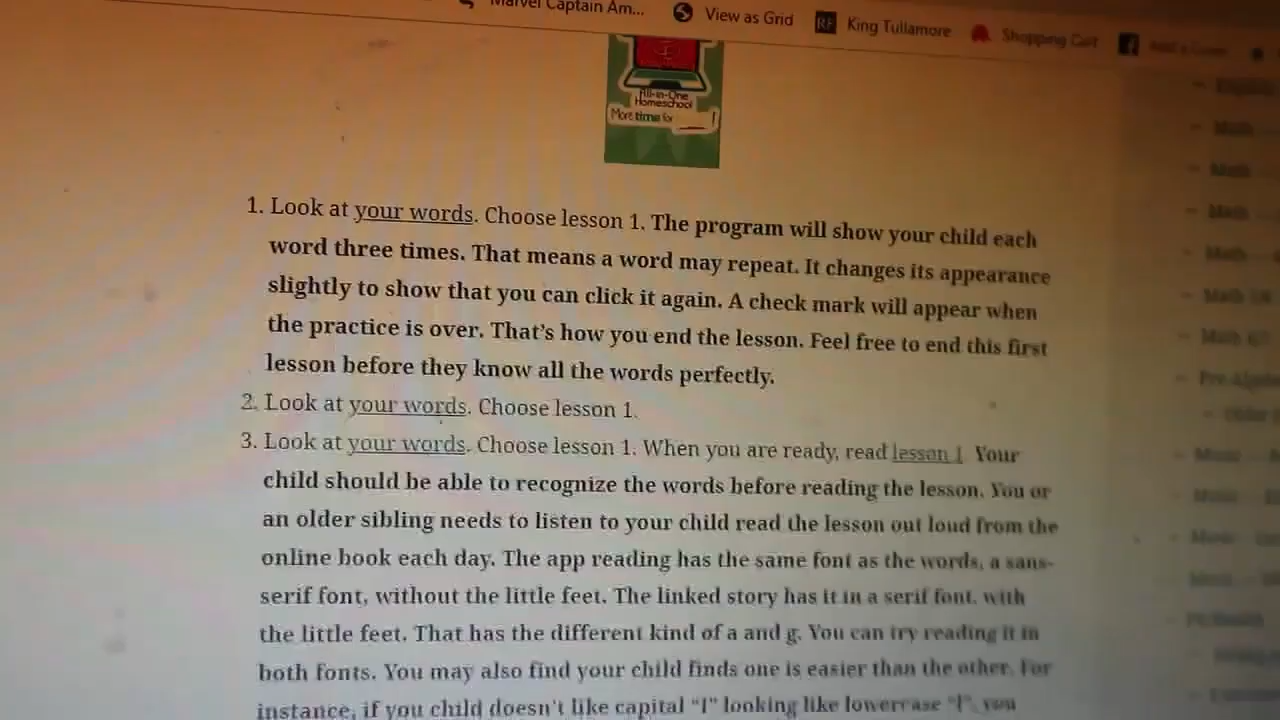 Marvel Captain Am... View as Grid King Tullamore Shopping Cart
All-in-One
Homeschool
More time for ___!
1. Look at your words. Choose lesson 1. The program will show your child each
word three times. That means a word may repeat. It changes its appearance
slightly to show that you can click it again. A check mark will appear when
the practice is over. That's how you end the lesson. Feel free to end this first
lesson before they know all the words perfectly.
2. Look at your words. Choose lesson 1.
3. Look at your words. Choose lesson 1. When you are ready, read lesson 1 Your
child should be able to recognize the words before reading the lesson. You or
an older sibling needs to listen to your child read the lesson out loud from the
online book each day. The app reading has the same font as the words, a sans-
serif font, without the little feet. The linked story has it in a serif font, with
the little feet. That has the different kind of a and g. You can try reading it in
both fonts. You may also find your child finds one is easier than the other. For
instance, if you child doesn't like capital "I" looking like lowercase "l", you
Math
Math
Math
Math
Math
Math